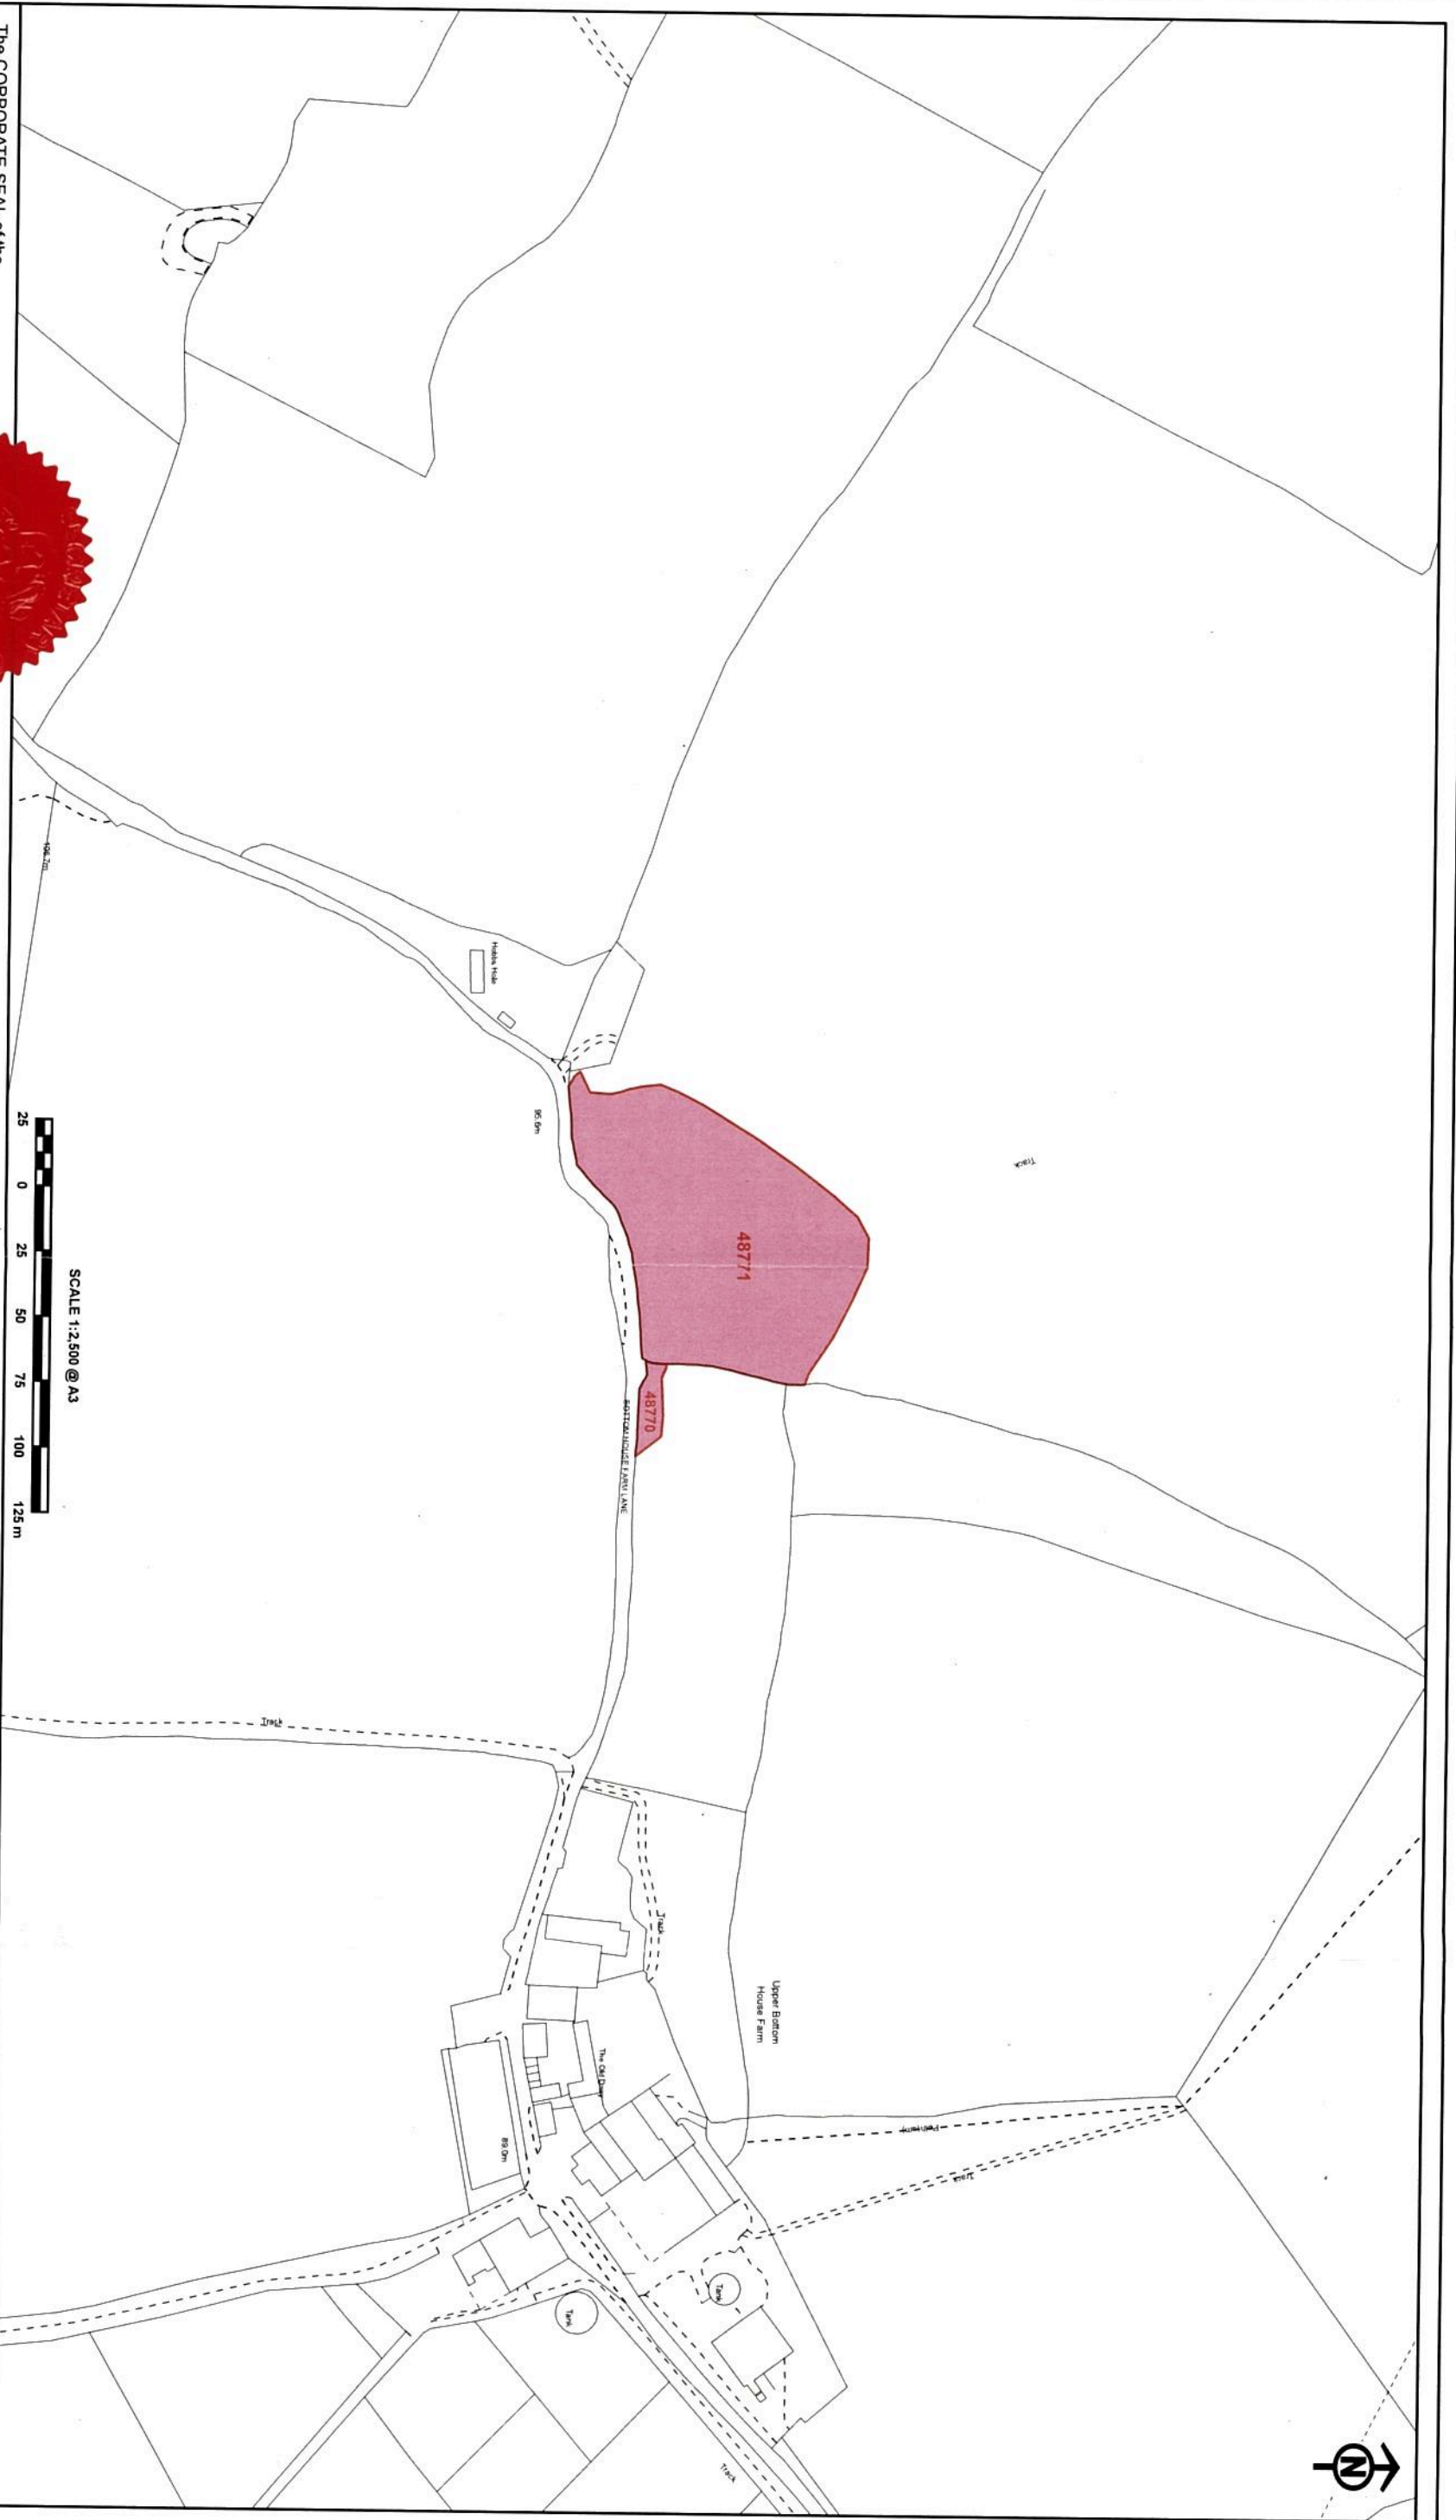 Track
48771
48770
BOTTOM HOUSE FARM LANE
95.6m
Hobbs Hole
106.7m
Track
Track
Upper Bottom
House Farm
The Old Dairy
89.0m
Track
Tank
Tank
Track
N
SCALE 1:2,500 @ A3
25 0 25 50 75 100 125 m
The CORPORATE SEAL of the